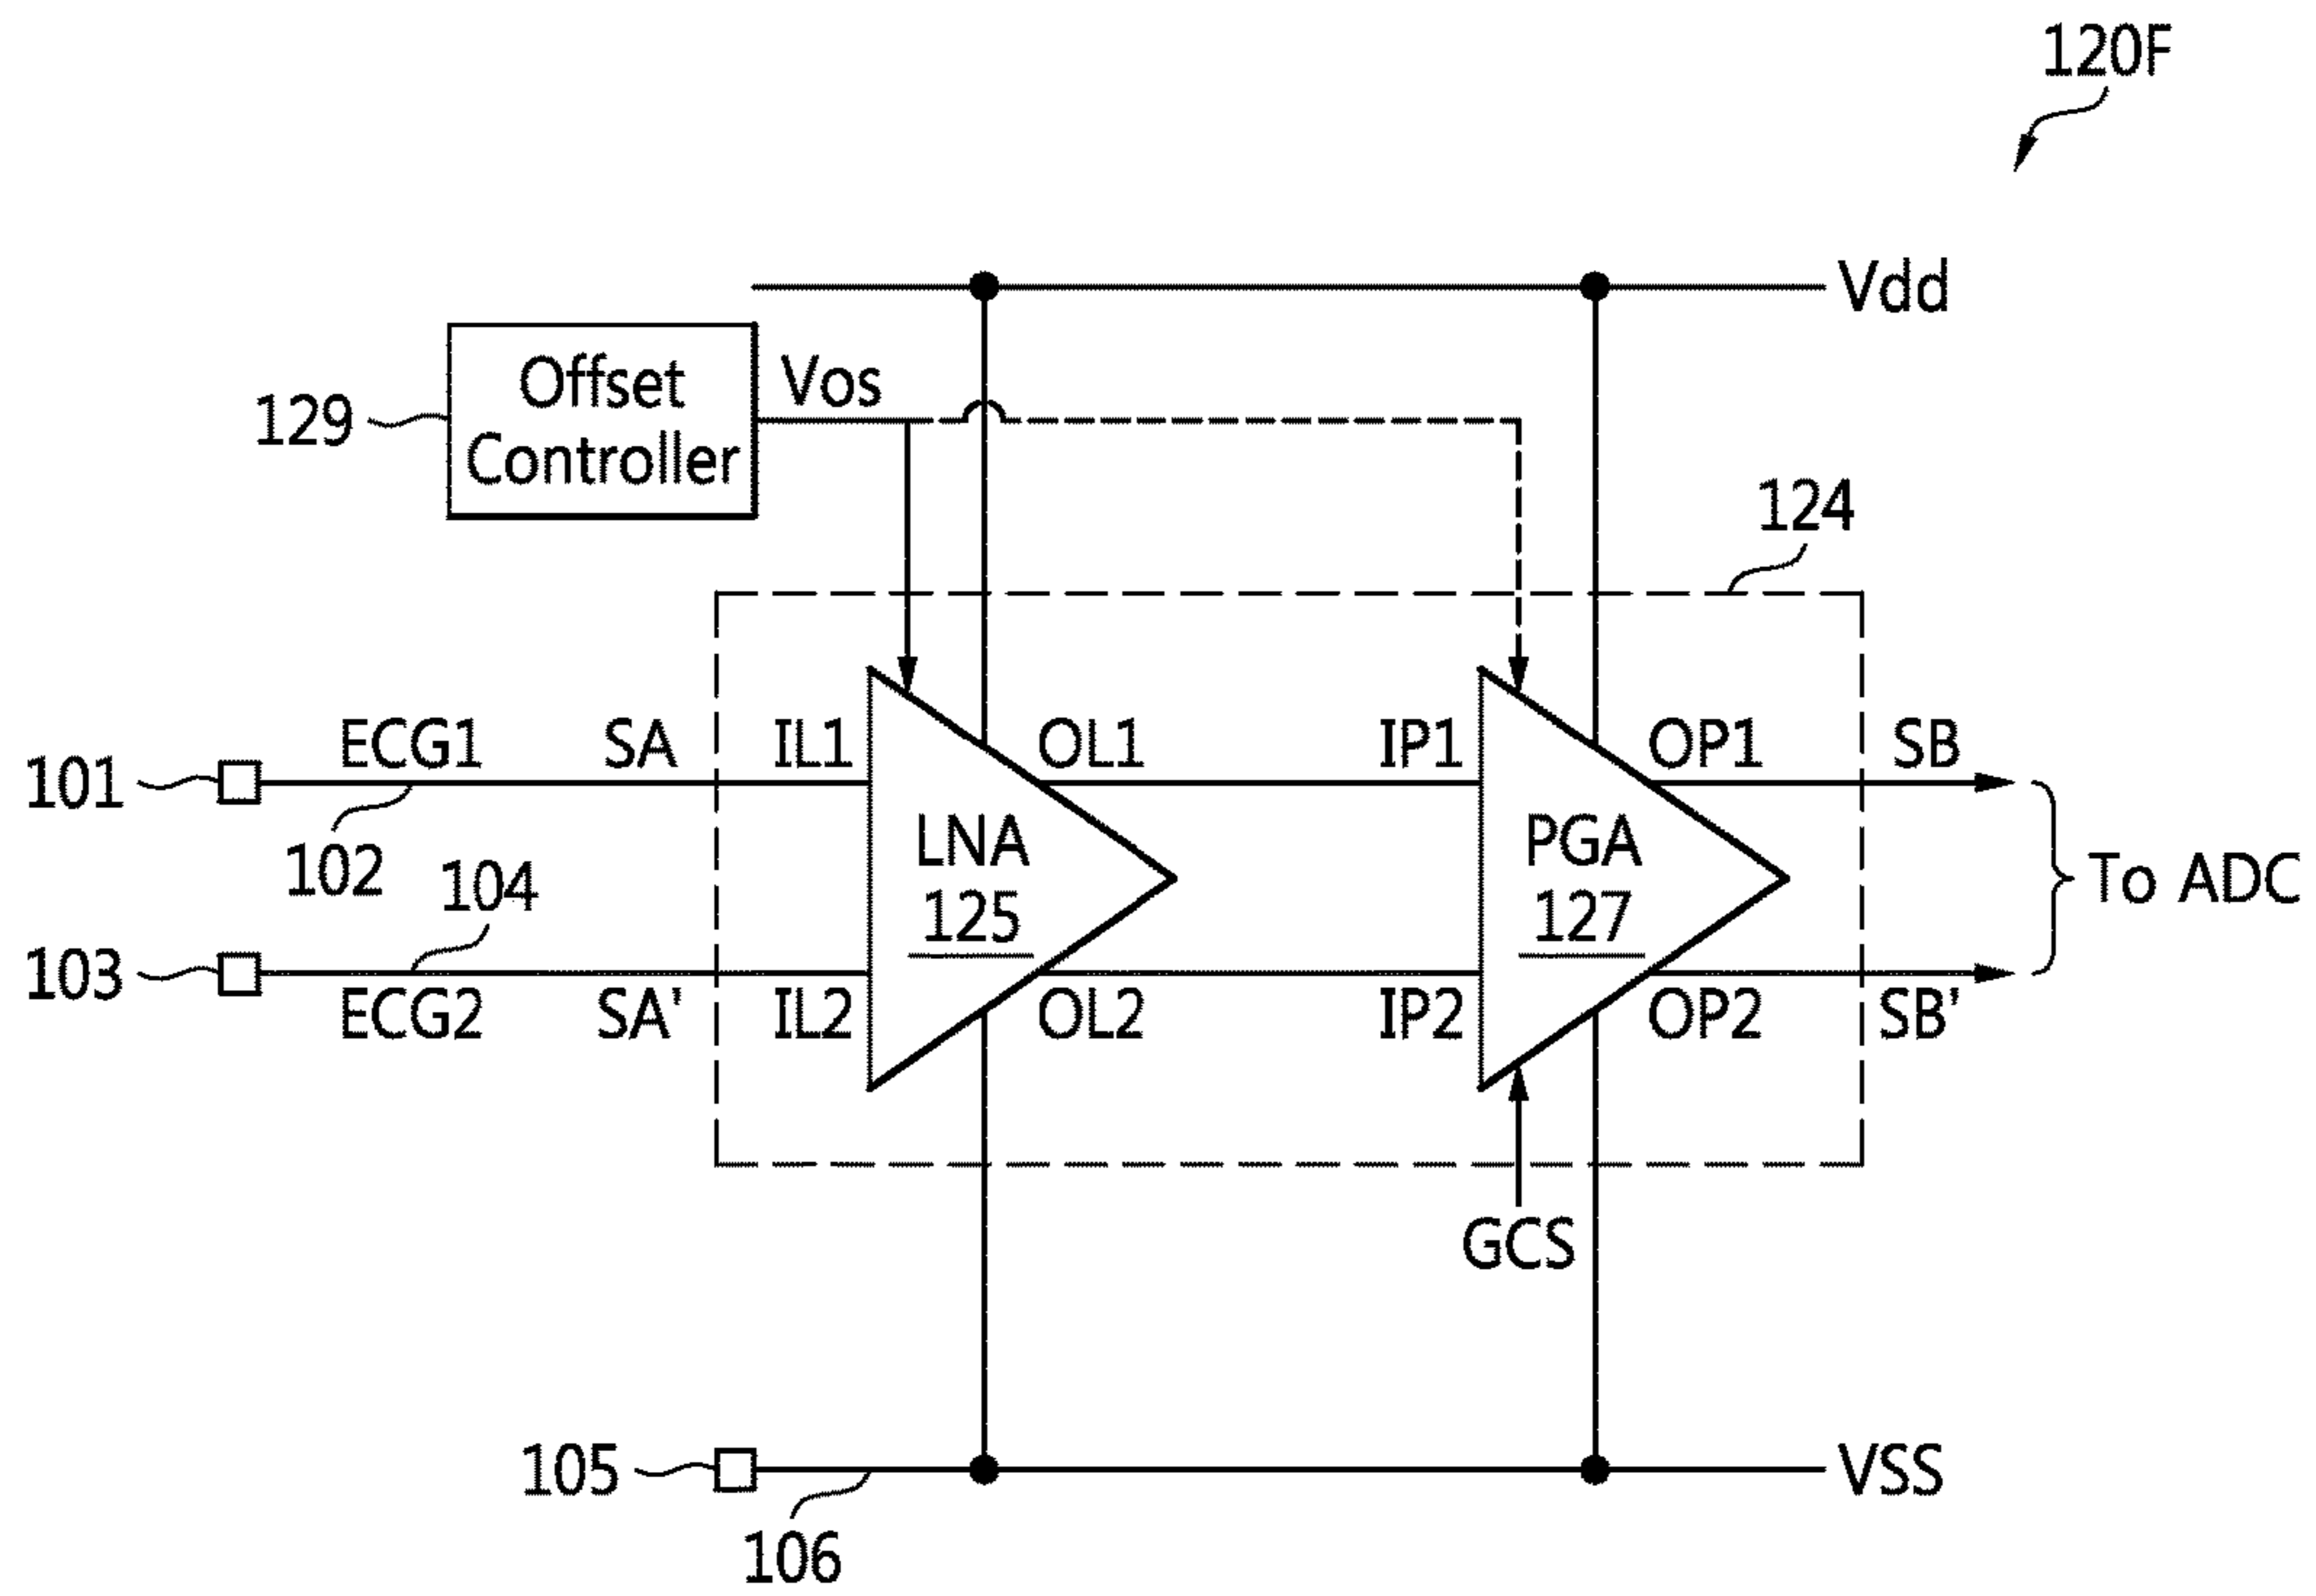 120F
Vdd
Offset
Controller
Vos
129
124
ECG1
SA
IL1
OL1
IP1
OP1
SB
101
102
LNA
125
PGA
127
To ADC
104
103
ECG2
SA'
IL2
OL2
IP2
OP2
SB'
GCS
105
VSS
106